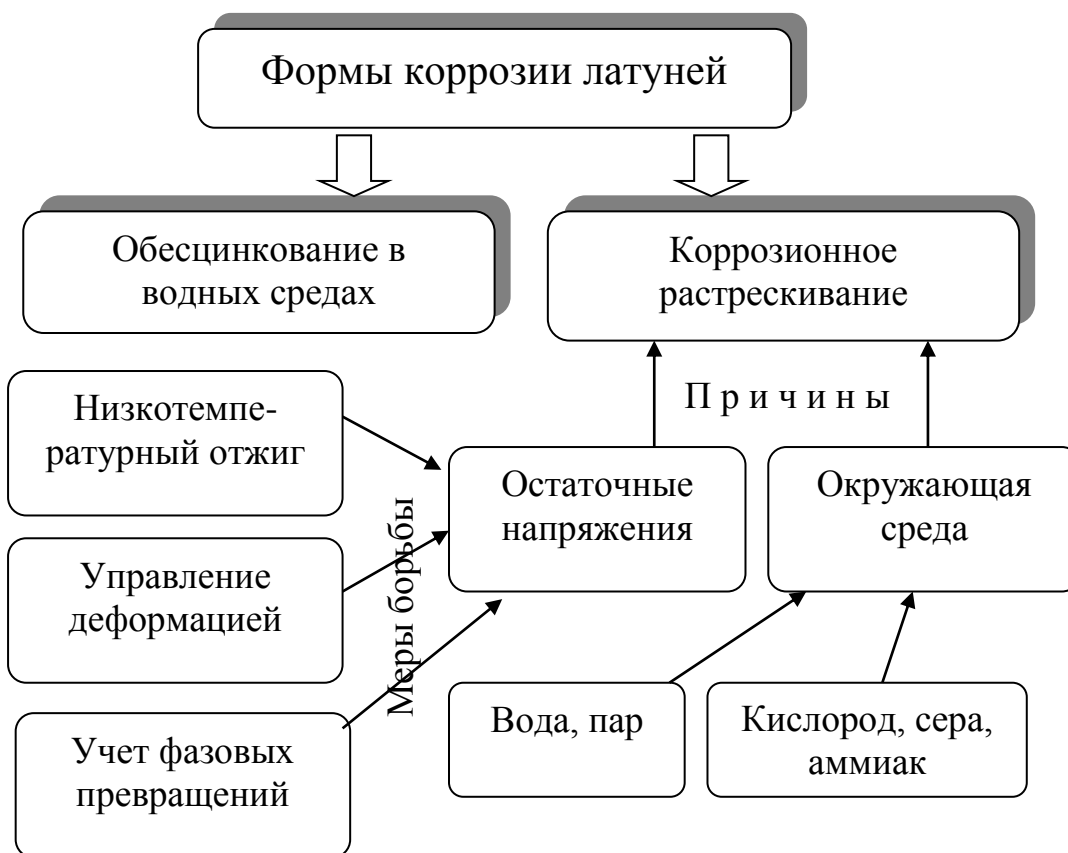 Формы коррозии латуней
Обесцинкование в
водных средах
Коррозионное
растрескивание
П р и ч и н ы
Низкотемпе-
ратурный отжиг
Остаточные
напряжения
Окружающая
среда
Меры борьбы
Управление
деформацией
Учет фазовых
превращений
Вода, пар
Кислород, сера,
аммиак